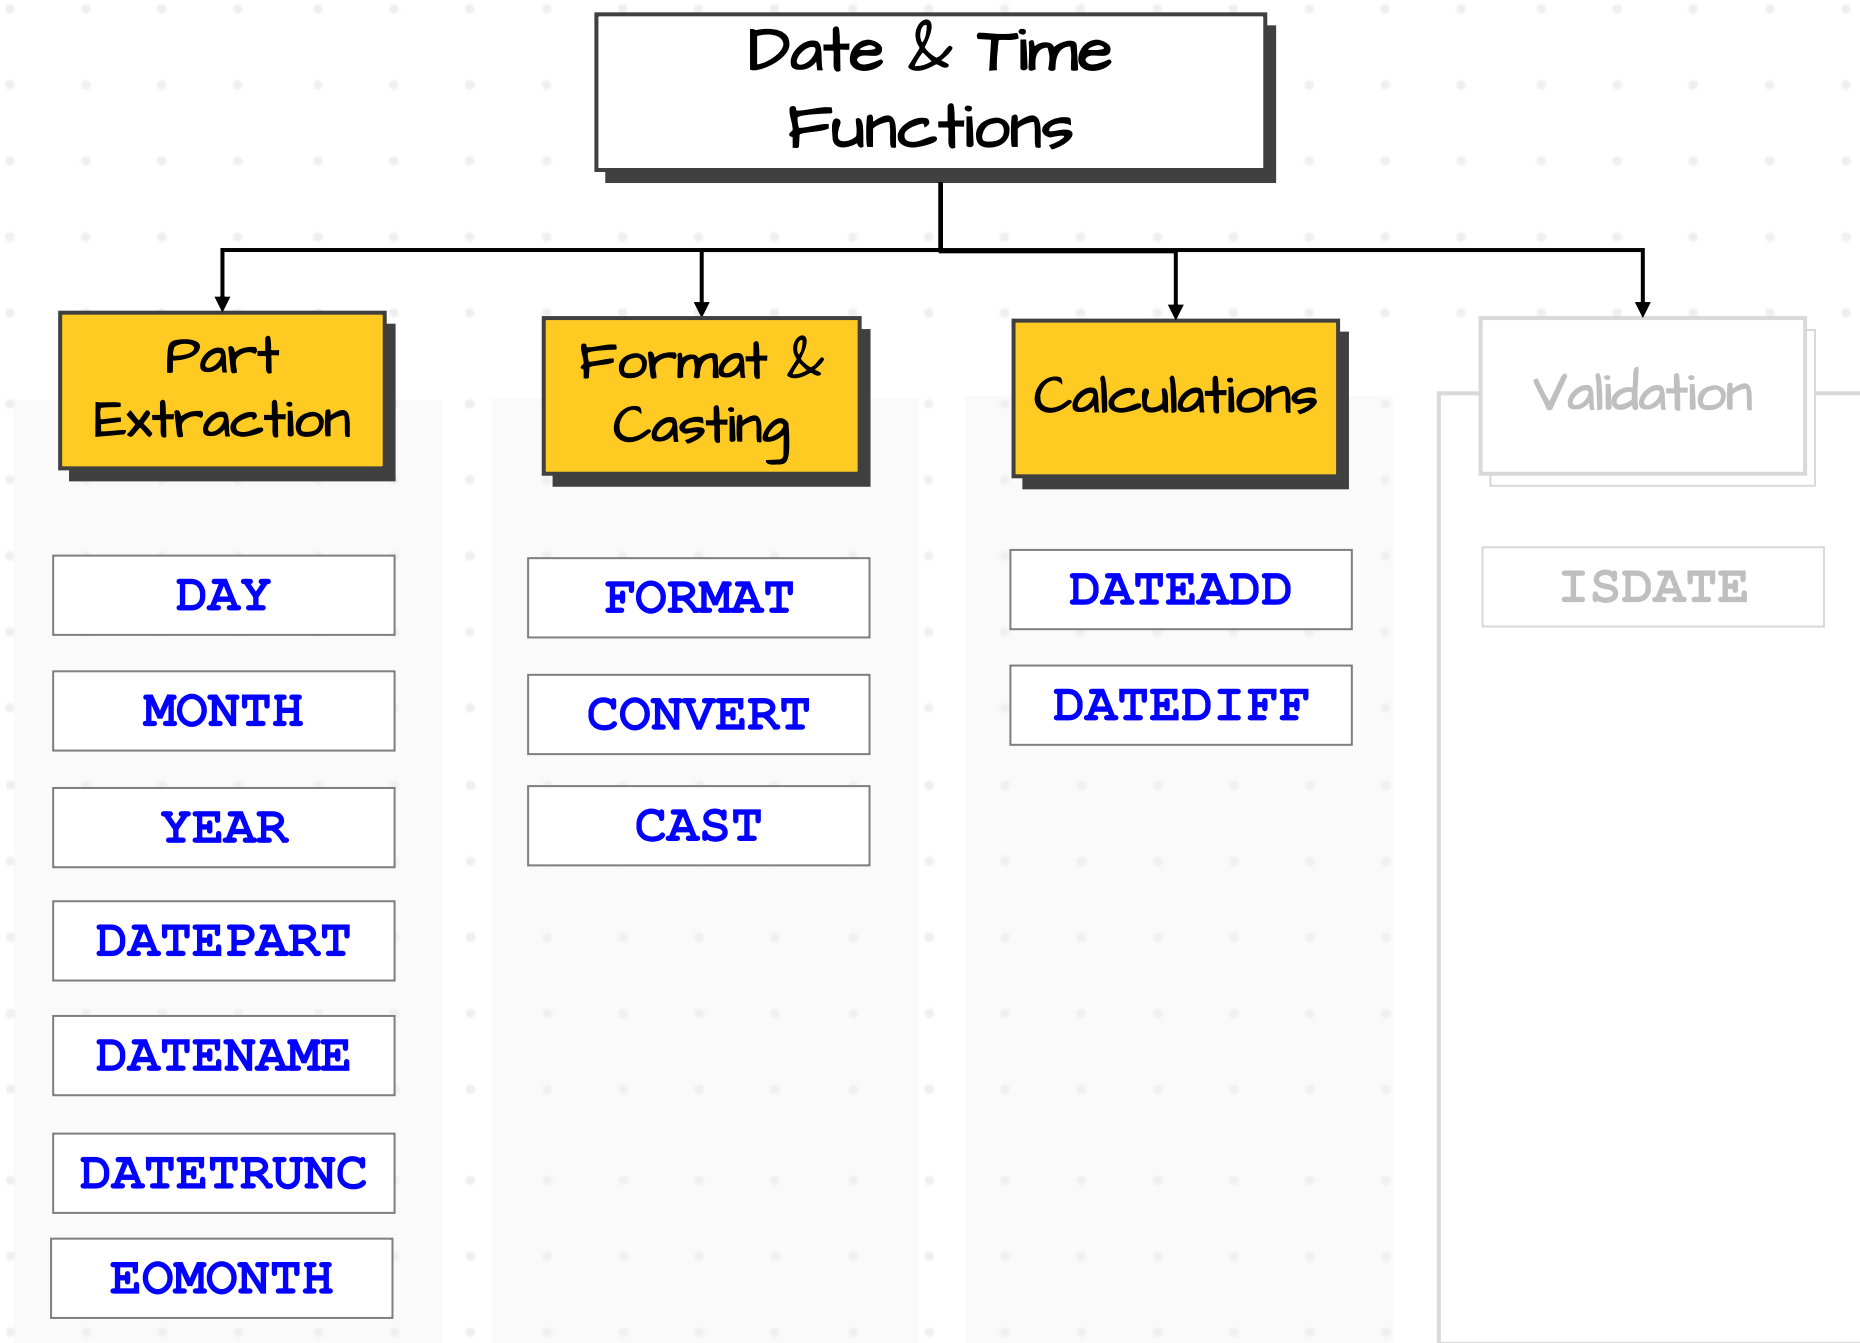 Date & Time
Functions
Part
Extraction
DAY
MONTH
YEAR
DATEPART
DATENAME
DATETRUNC
EOMONTH
Format &
Casting
FORMAT
CONVERT
CAST
Calculations
DATEADD
DATEDIFF
Validation
ISDATE